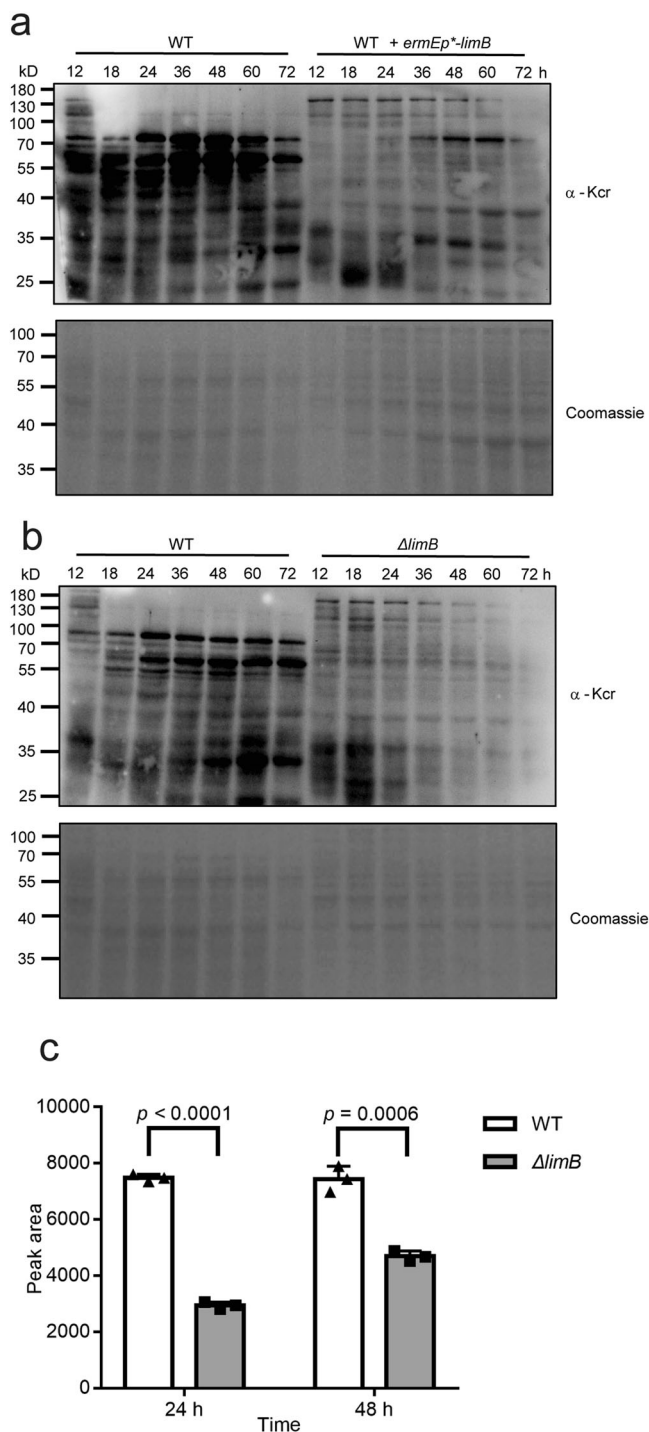 a
WT WT + ermEp*-limB
kD 12 18 24 36 48 60 72 12 18 24 36 48 60 72 h
180
130
100
70
55
40
35
25
α-Kcr
100
70
55
40
35
Coomassie
b
WT ΔlimB
kD 12 18 24 36 48 60 72 12 18 24 36 48 60 72 h
180
130
100
70
55
40
35
25
α-Kcr
100
70
55
40
35
Coomassie
c
10000
8000
6000
4000
2000
0
Peak area
p < 0.0001
p = 0.0006
WT
ΔlimB
24 h 48 h
Time